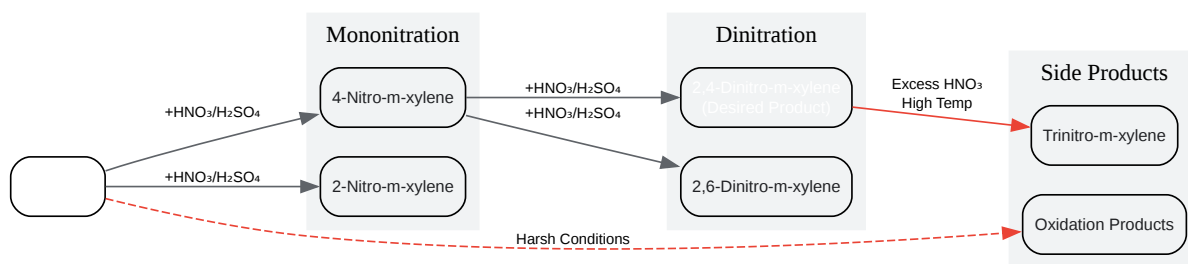 Mononitration
Dinitration
Side Products
+HNO₃/H₂SO₄
4-Nitro-m-xylene
+HNO₃/H₂SO₄
+HNO₃/H₂SO₄
2,4-Dinitro-m-xylene
(Desired Product)
Excess HNO₃
High Temp
Trinitro-m-xylene
+HNO₃/H₂SO₄
2-Nitro-m-xylene
2,6-Dinitro-m-xylene
Harsh Conditions
Oxidation Products